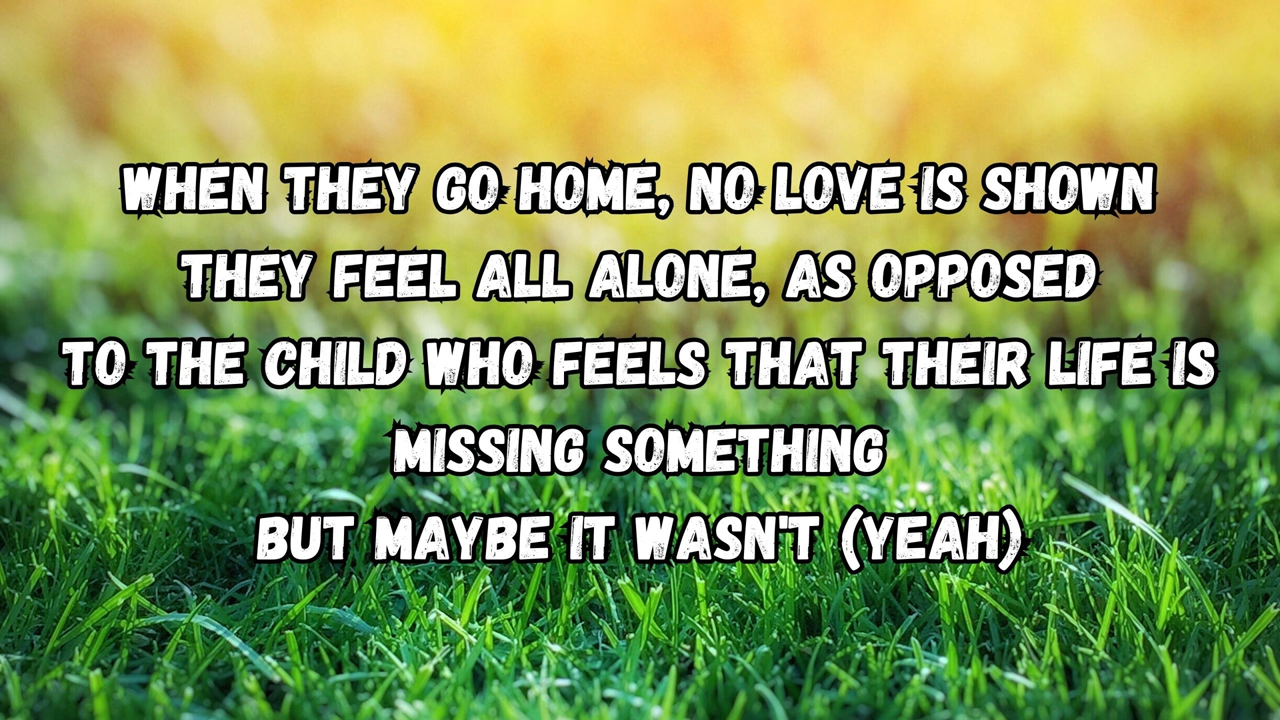 WHEN THEY GO HOME, NO LOVE IS SHOWN
THEY FEEL ALL ALONE, AS OPPOSED
TO THE CHILD WHO FEELS THAT THEIR LIFE IS
MISSING SOMETHING
BUT MAYBE IT WASN'T (YEAH)